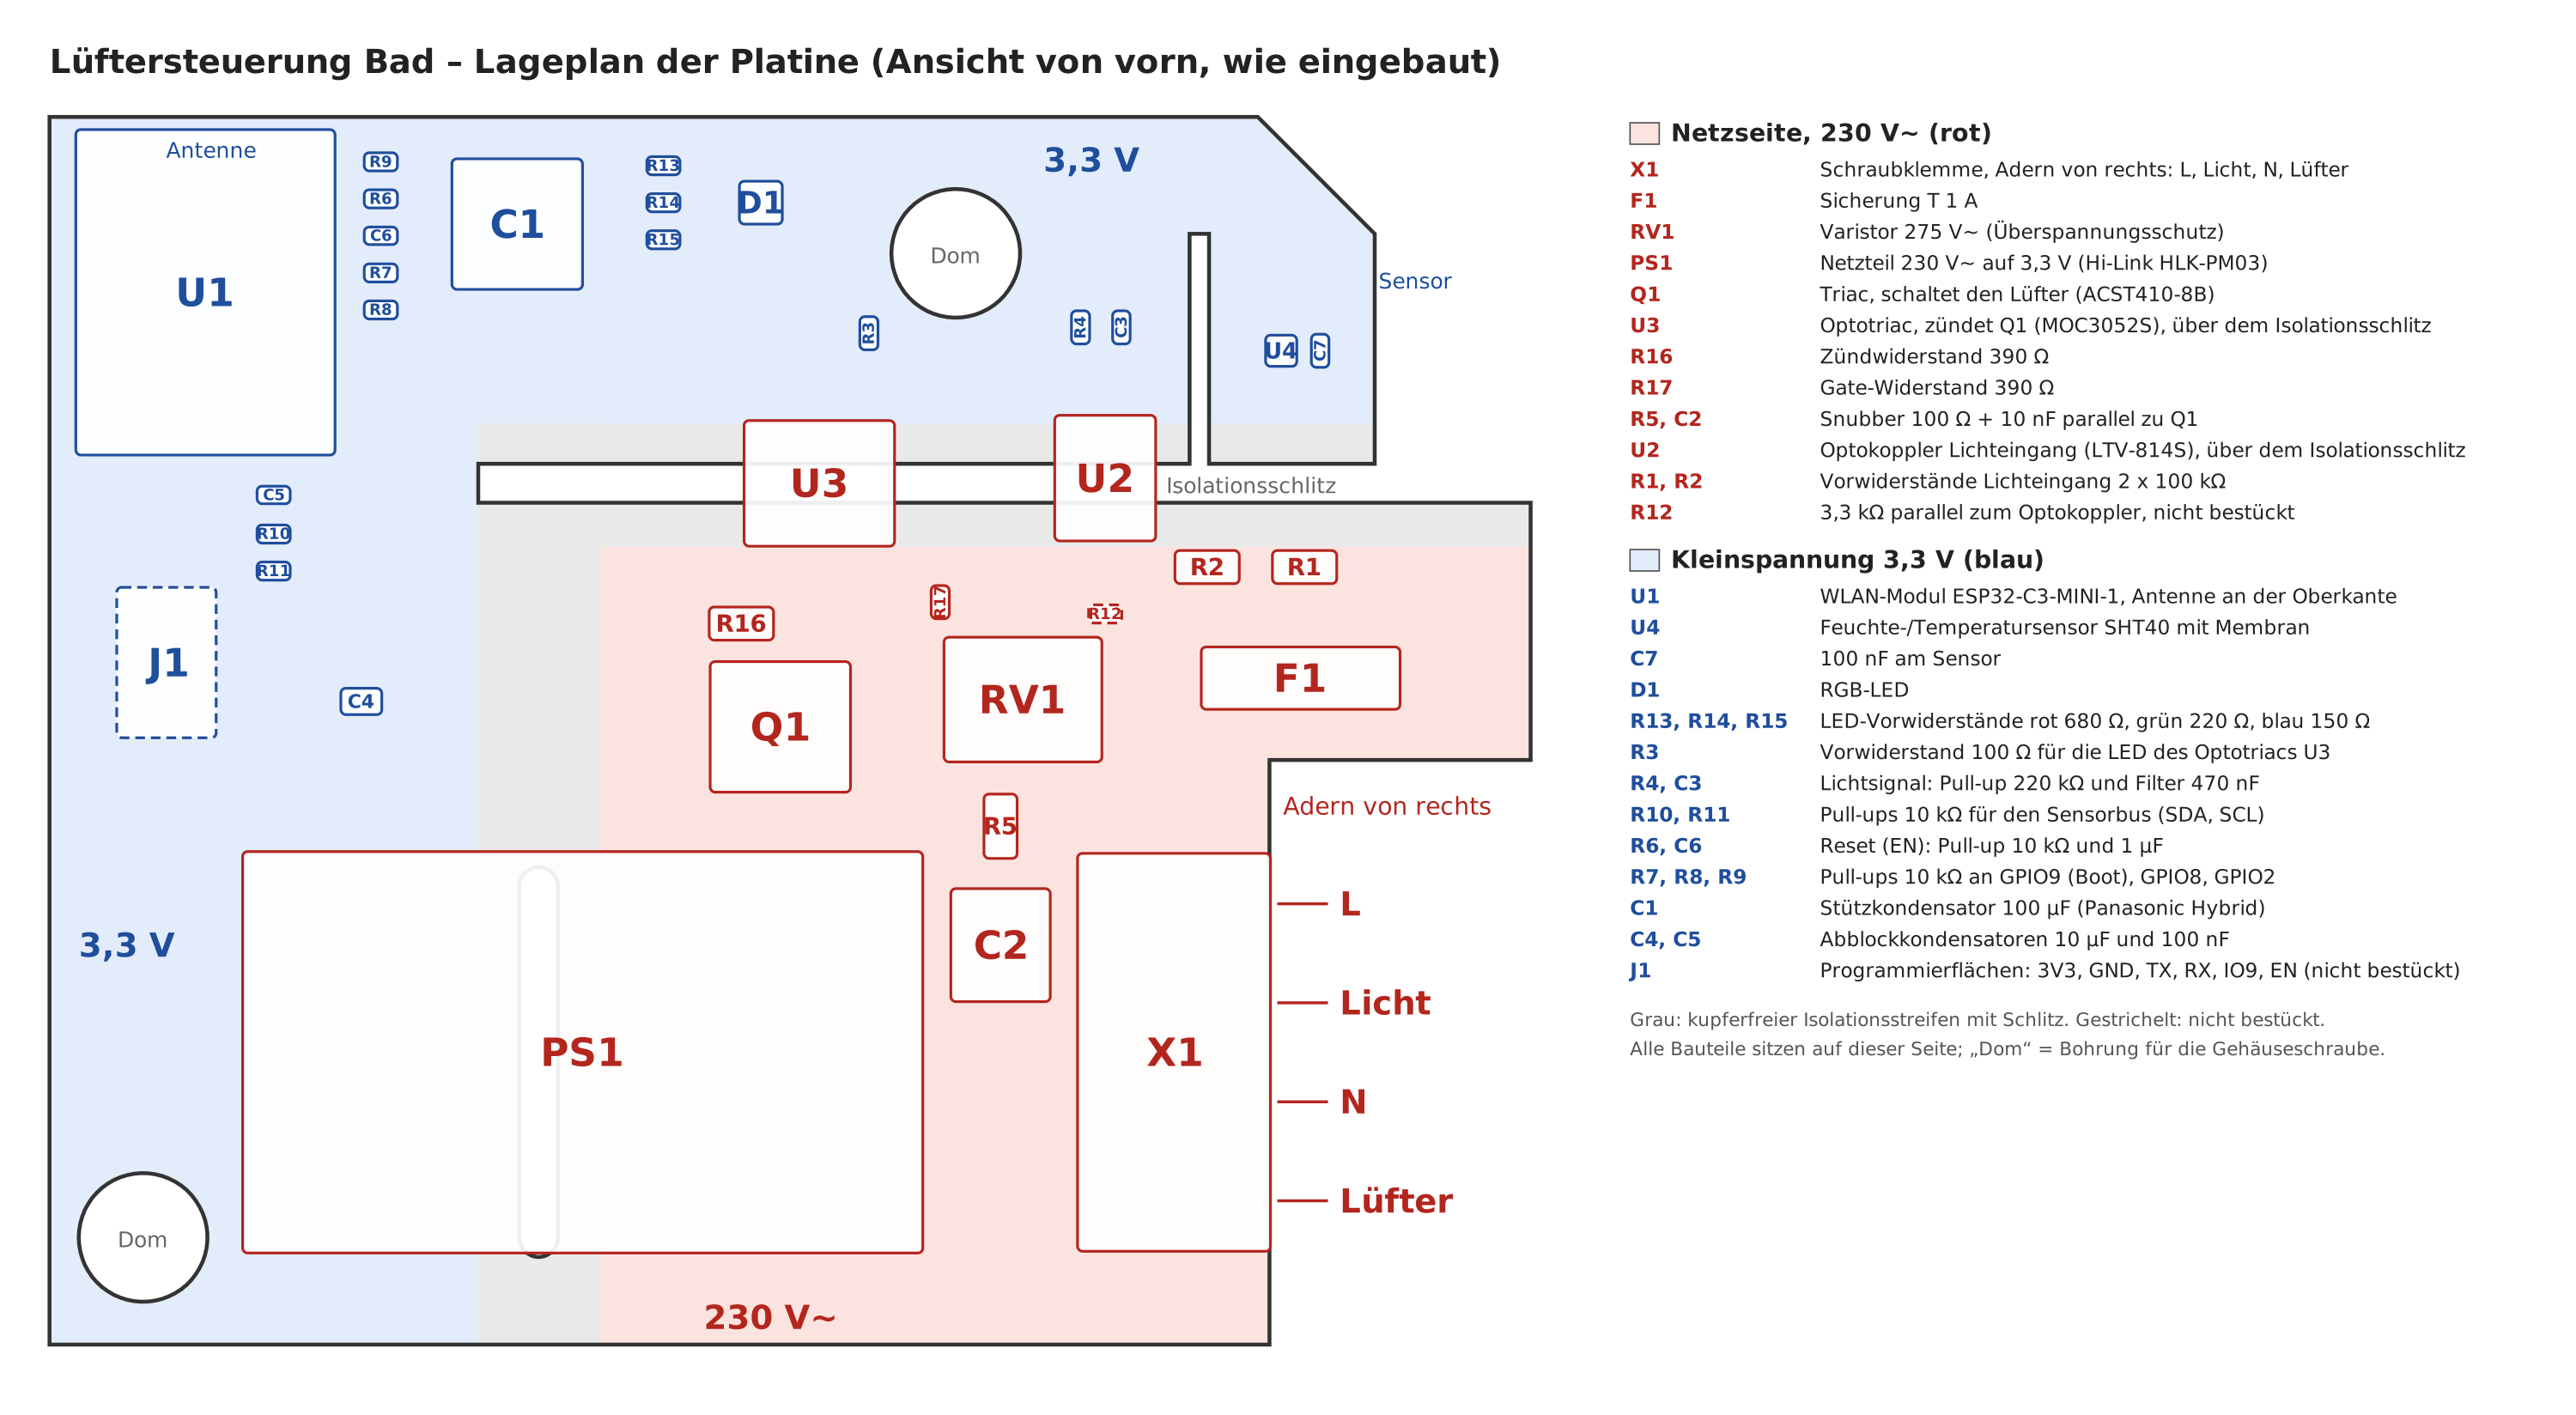 Lüftersteuerung Bad – Lageplan der Platine (Ansicht von vorn, wie eingebaut)
Antenne
U1
R9
R6
C6
R7
R8
C1
R13
R14
R15
D1
3,3 V
Dom
Sensor
R3
R4
C3
U4
C7
U3
U2
Isolationsschlitz
C5
R10
R11
J1
C4
R2
R1
R17
R12
R16
Q1
RV1
F1
R5
Adern von rechts
C2
X1
PS1
3,3 V
L
Licht
N
Lüfter
Dom
230 V~
Netzseite, 230 V~ (rot)
X1 Schraubklemme, Adern von rechts: L, Licht, N, Lüfter
F1 Sicherung T 1 A
RV1 Varistor 275 V~ (Überspannungsschutz)
PS1 Netzteil 230 V~ auf 3,3 V (Hi-Link HLK-PM03)
Q1 Triac, schaltet den Lüfter (ACST410-8B)
U3 Optotriac, zündet Q1 (MOC3052S), über dem Isolationsschlitz
R16 Zündwiderstand 390 Ω
R17 Gate-Widerstand 390 Ω
R5, C2 Snubber 100 Ω + 10 nF parallel zu Q1
U2 Optokoppler Lichteingang (LTV-814S), über dem Isolationsschlitz
R1, R2 Vorwiderstände Lichteingang 2 x 100 kΩ
R12 3,3 kΩ parallel zum Optokoppler, nicht bestückt
Kleinspannung 3,3 V (blau)
U1 WLAN-Modul ESP32-C3-MINI-1, Antenne an der Oberkante
U4 Feuchte-/Temperatursensor SHT40 mit Membran
C7 100 nF am Sensor
D1 RGB-LED
R13, R14, R15 LED-Vorwiderstände rot 680 Ω, grün 220 Ω, blau 150 Ω
R3 Vorwiderstand 100 Ω für die LED des Optotriacs U3
R4, C3 Lichtsignal: Pull-up 220 kΩ und Filter 470 nF
R10, R11 Pull-ups 10 kΩ für den Sensorbus (SDA, SCL)
R6, C6 Reset (EN): Pull-up 10 kΩ und 1 µF
R7, R8, R9 Pull-ups 10 kΩ an GPIO9 (Boot), GPIO8, GPIO2
C1 Stützkondensator 100 µF (Panasonic Hybrid)
C4, C5 Abblockkondensatoren 10 µF und 100 nF
J1 Programmierflächen: 3V3, GND, TX, RX, IO9, EN (nicht bestückt)
Grau: kupferfreier Isolationsstreifen mit Schlitz. Gestrichelt: nicht bestückt.
Alle Bauteile sitzen auf dieser Seite; „Dom“ = Bohrung für die Gehäuseschraube.